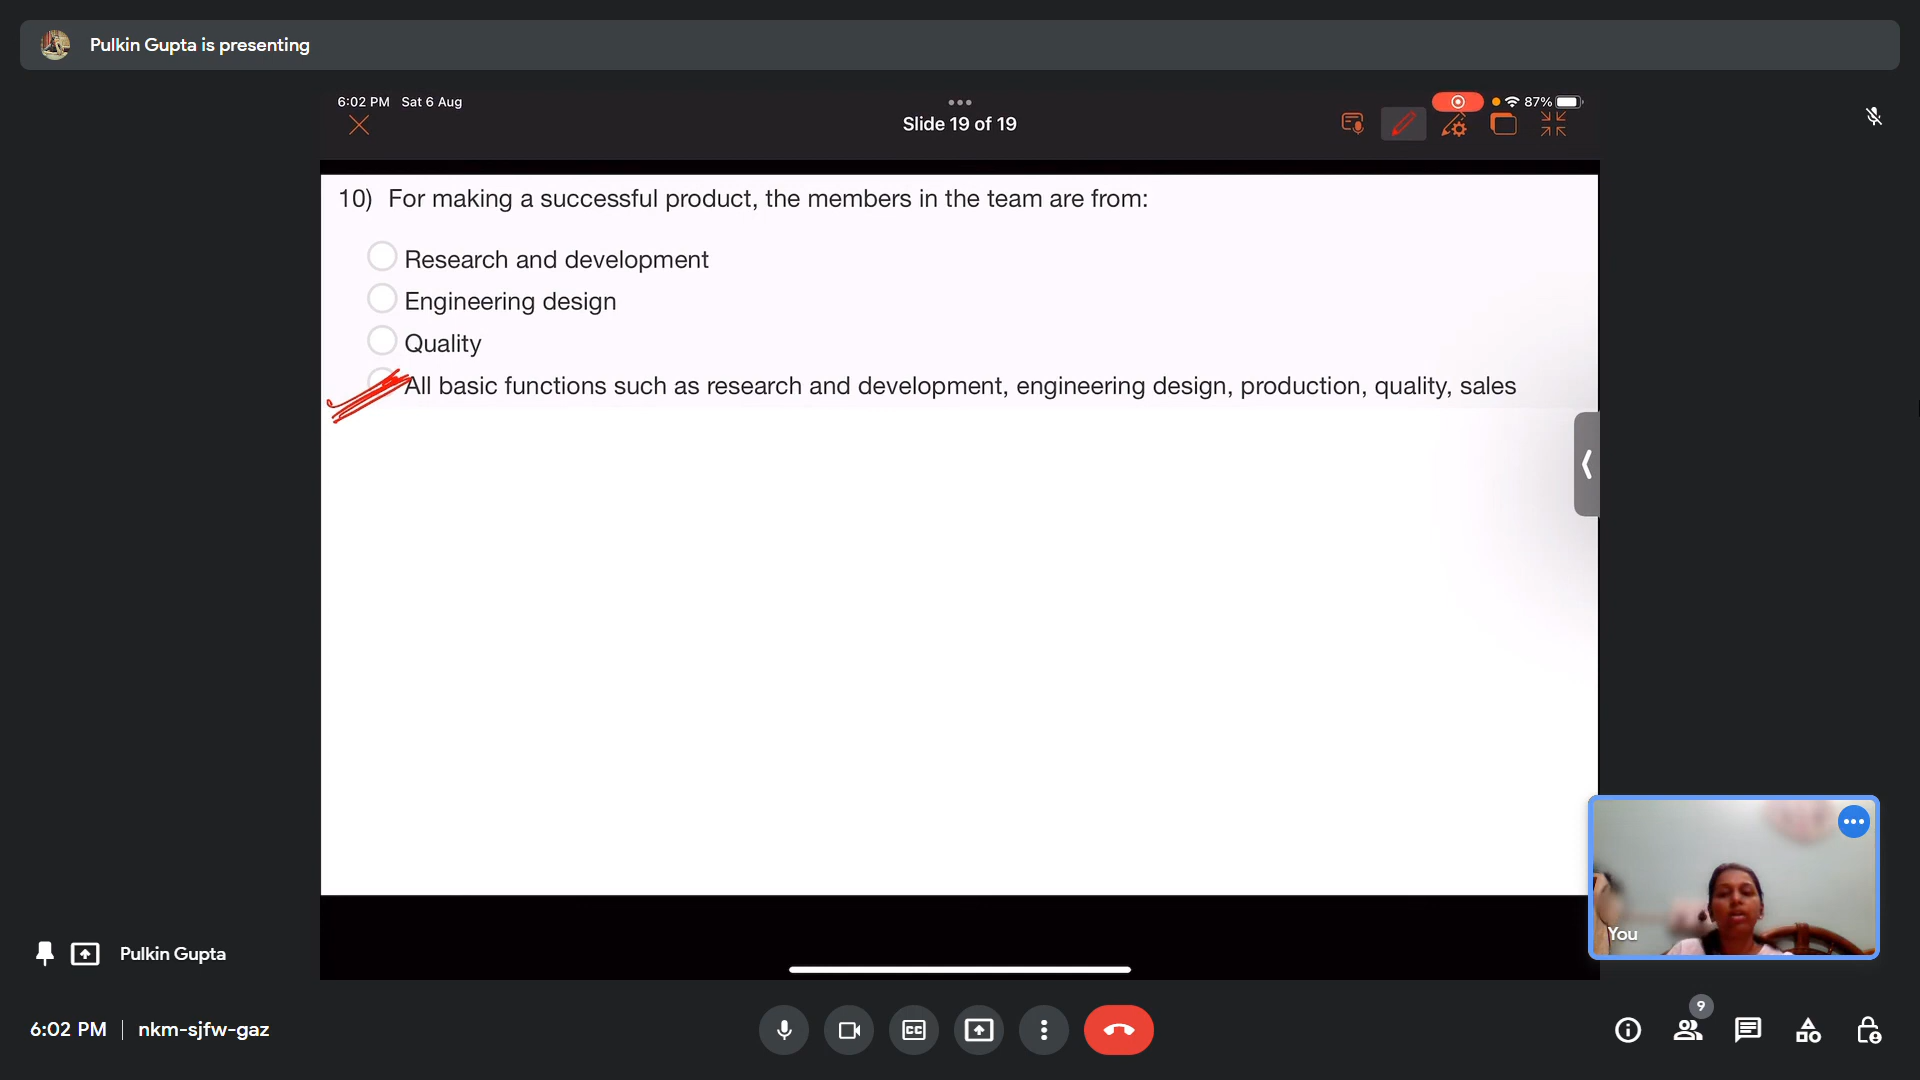 Pulkin Gupta is presenting
6:02 PM Sat 6 Aug
87%
Slide 19 of 19
10) For making a successful product, the members in the team are from:
Research and development
Engineering design
Quality
All basic functions such as research and development, engineering design, production, quality, sales
You
Pulkin Gupta
6:02 PM | nkm-sjfw-gaz
CC
9